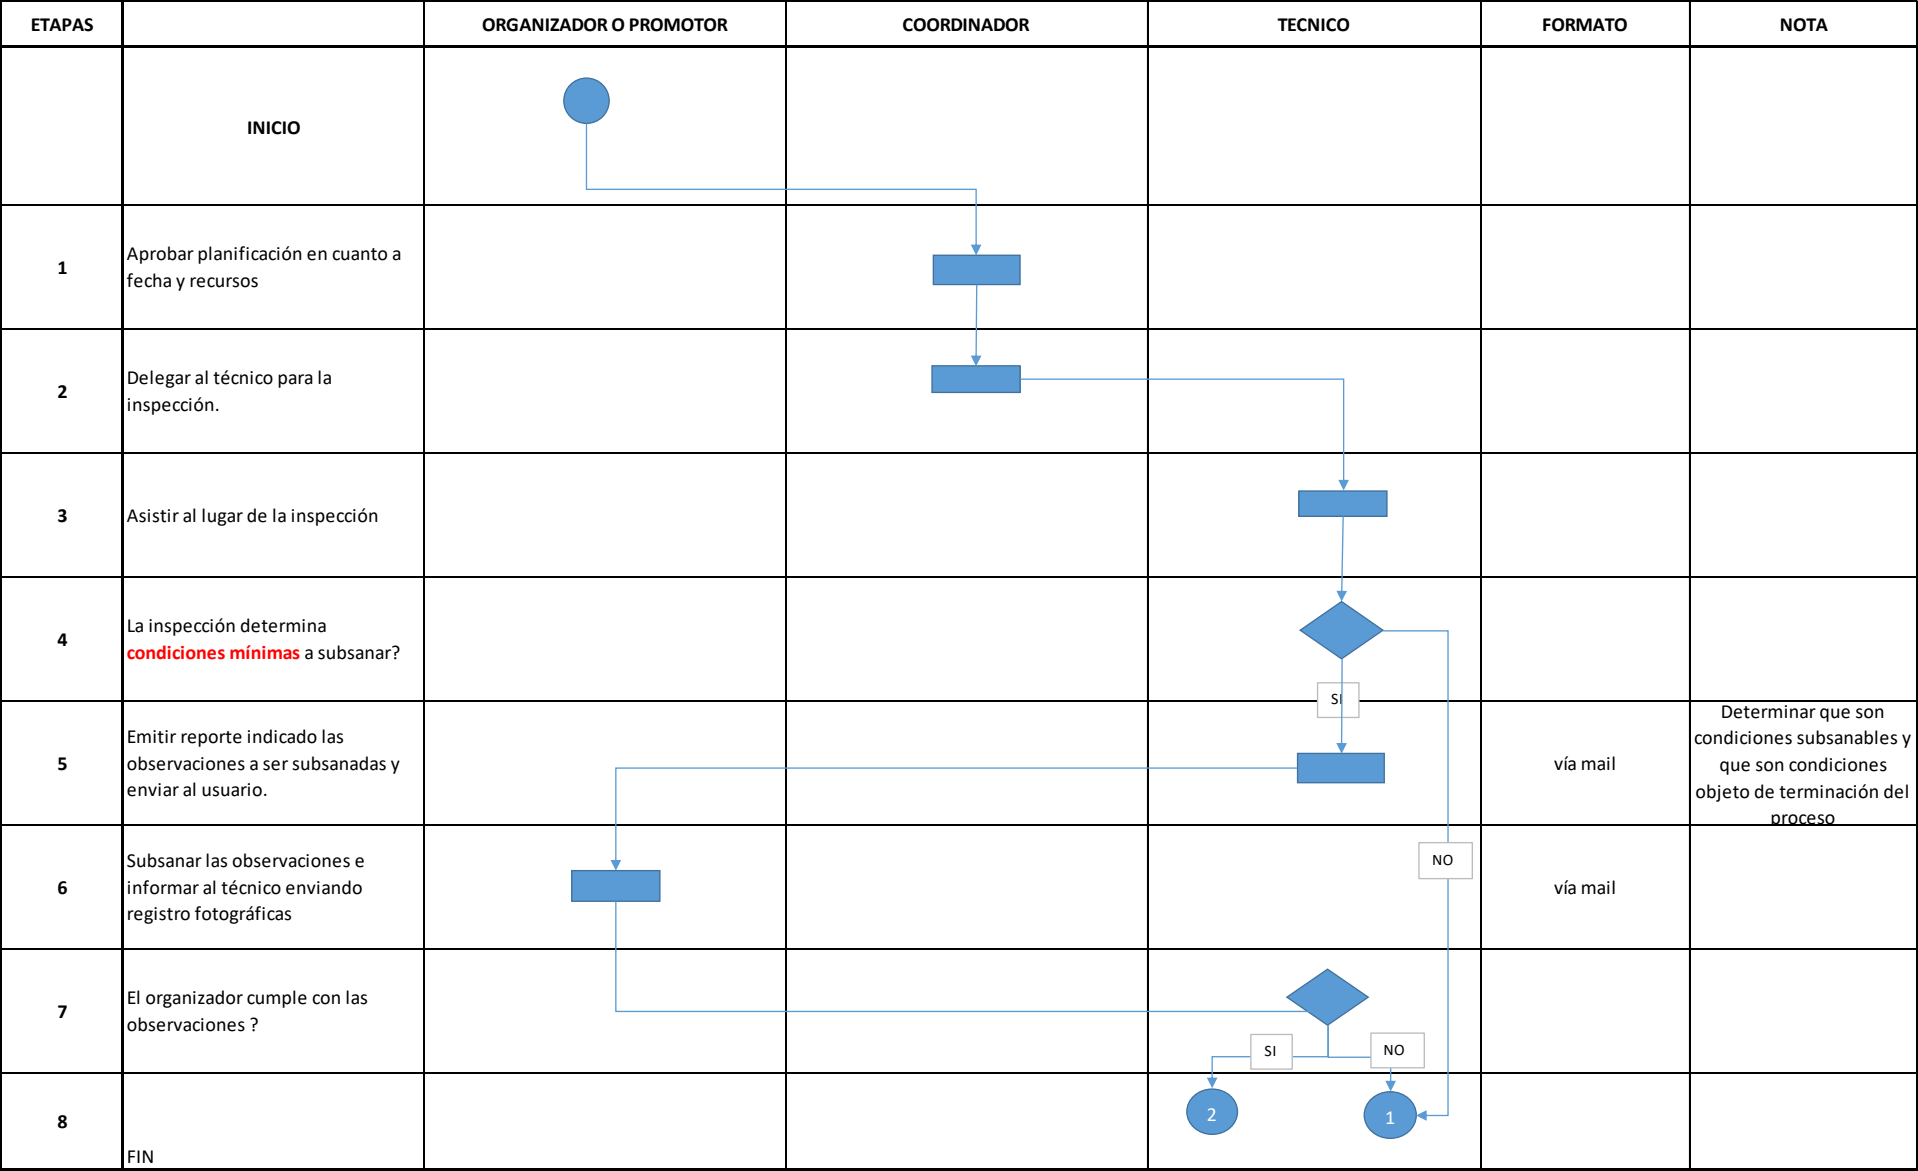 ETAPAS
ORGANIZADOR O PROMOTOR
COORDINADOR
TECNICO
FORMATO
NOTA
INICIO
1
Aprobar planificación en cuanto a
fecha y recursos
2
Delegar al técnico para la
inspección.
3
Asistir al lugar de la inspección
4
La inspección determina
condiciones mínimas a subsanar?
SI
5
Emitir reporte indicado las
observaciones a ser subsanadas y
enviar al usuario.
vía mail
Determinar que son
condiciones subsanables y
que son condiciones
objeto de terminación del
proceso
6
Subsanar las observaciones e
informar al técnico enviando
registro fotográficas
NO
vía mail
7
El organizador cumple con las
observaciones ?
SI
NO
8
FIN
2
1